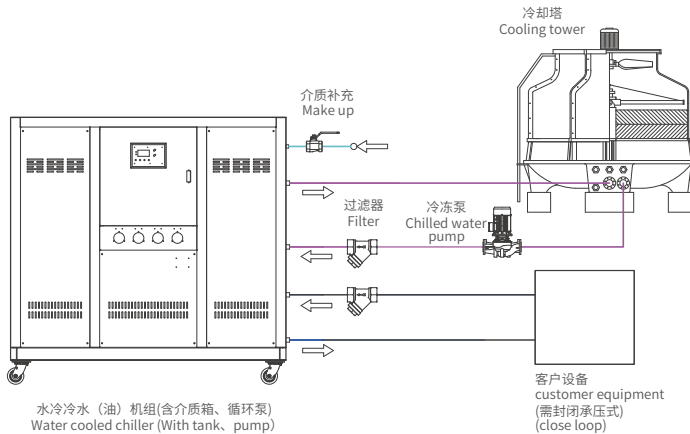 冷却塔
Cooling tower
介质补充
Make up
过滤器
Filter
冷冻泵
Chilled water
pump
客户设备
customer equipment
(需封闭承压式)
(close loop)
水冷冷水（油）机组(含介质箱、循环泵)
Water cooled chiller (With tank、pump）